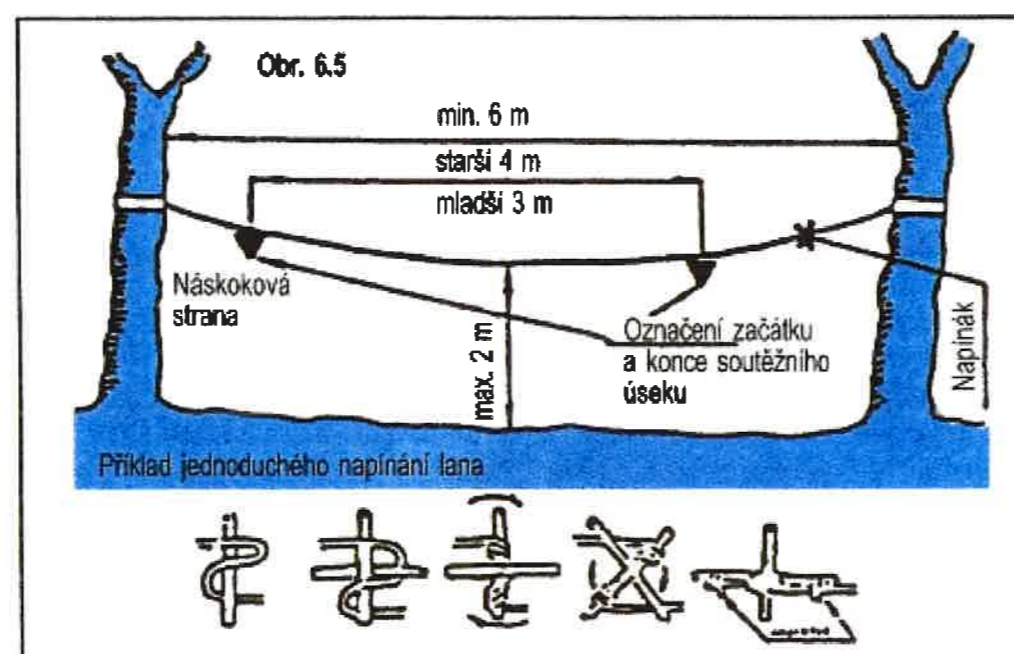 Obr. 6.5
min. 6 m
starší 4 m
mladší 3 m
Náskoková
strana
max. 2 m
Označení začátku
a konce soutěžního
úseku
Napínák
Příklad jednoduchého napínání lana